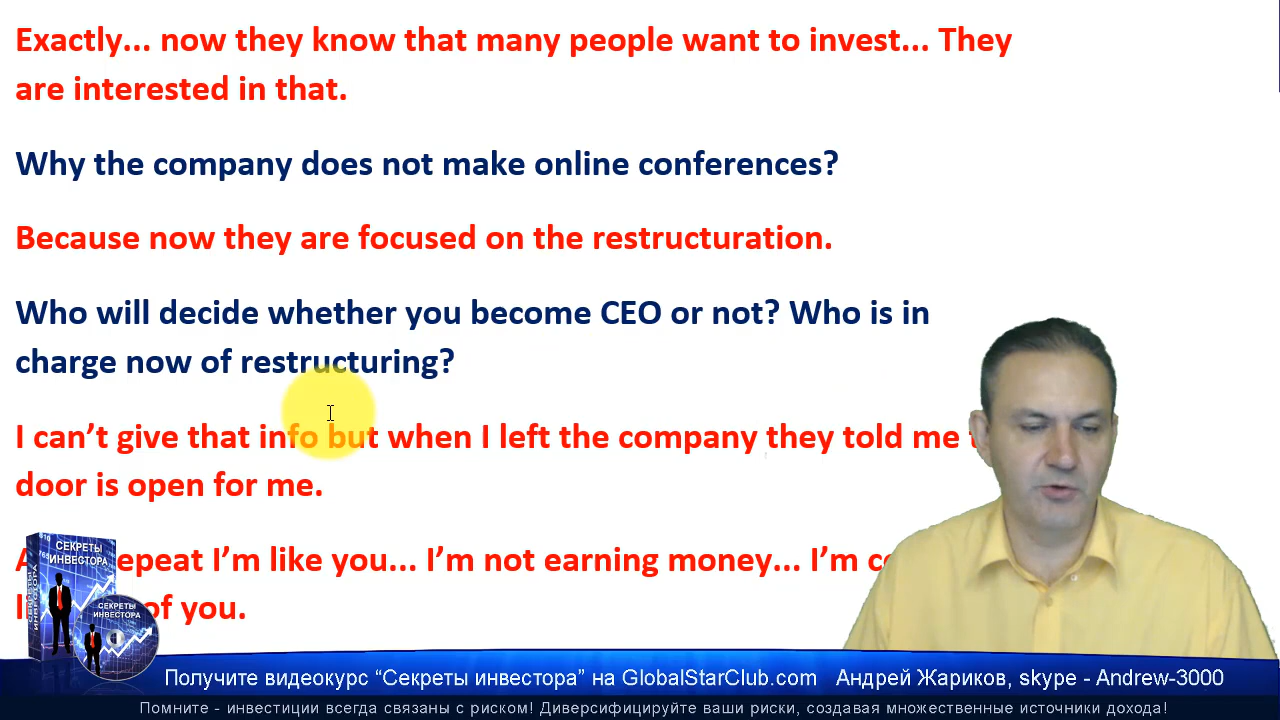 Exactly... now they know that many people want to invest... They
are interested in that.
Why the company does not make online conferences?
Because now they are focused on the restructuration.
Who will decide whether you become CEO or not? Who is in
charge now of restructuring?
I can’t give that info but when I left the company they told me
door is open for me.
I’m like you... I’m not earning money... I’m
of you.
СЕКРЕТЫ
ИНВЕСТОРА
СЕКРЕТЫ
ИНВЕСТОРА
Получите видеокурс “Секреты инвестора” на GlobalStarClub.com Андрей Жариков, skype - Andrew-3000
Помните - инвестиции всегда связаны с риском! Диверсифицируйте ваши риски, создавая множественные источники дохода!